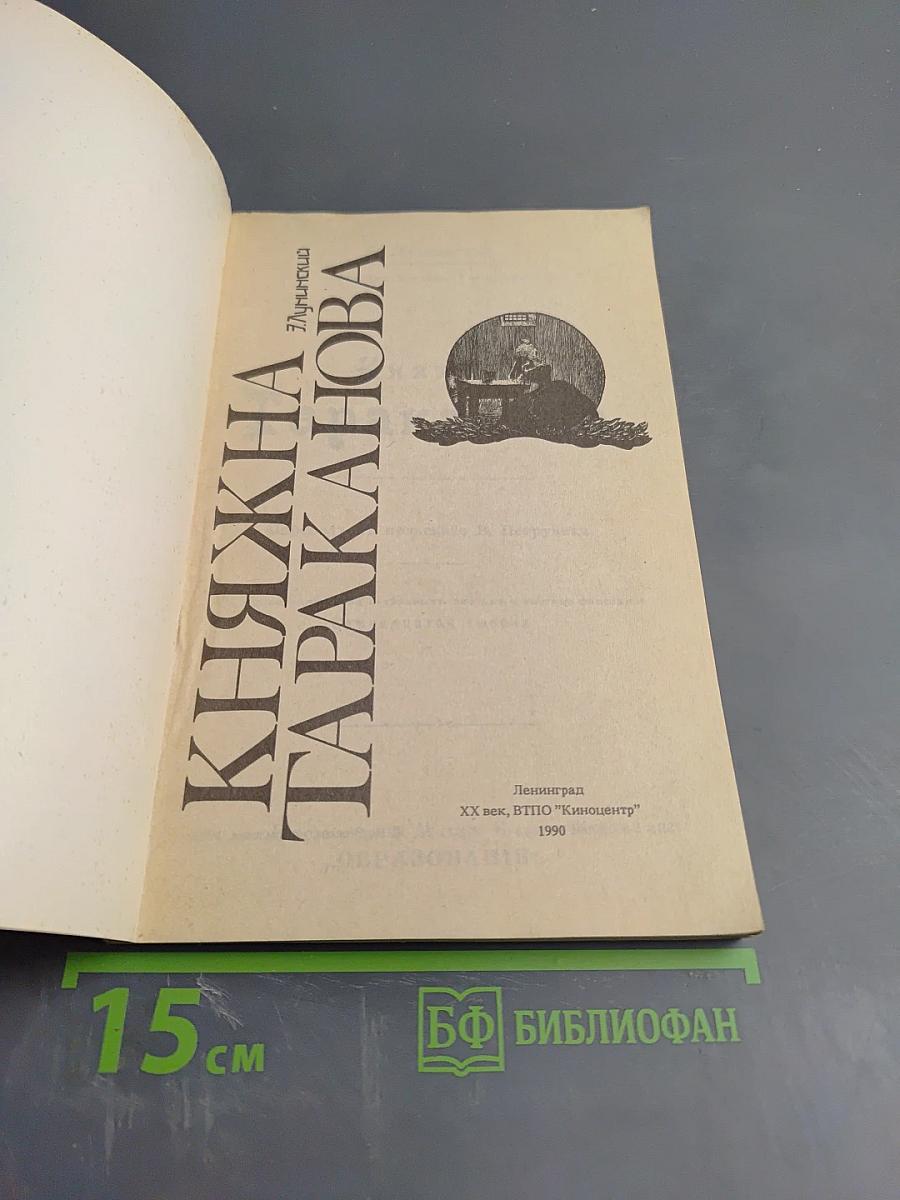 Э.Лунинский
КНЯЖНА
ТАРАКАНОВА
Ленинград
XX век, ВТПО "Киноцентр"
1990
15 см
БФ БИБЛИОФАН